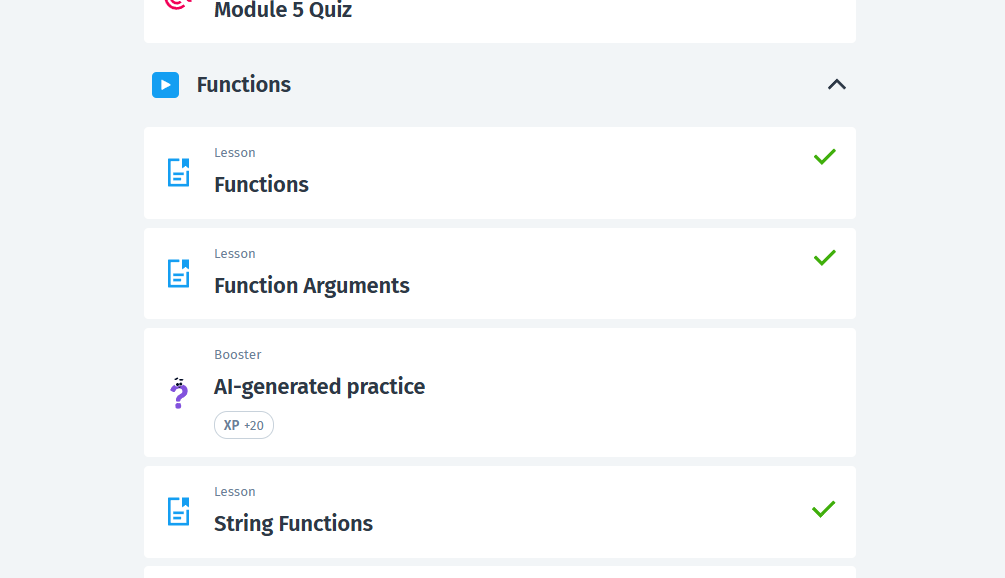 Module 5 Quiz
Functions
Lesson
Functions
Lesson
Function Arguments
Booster
AI-generated practice
XP +20
Lesson
String Functions